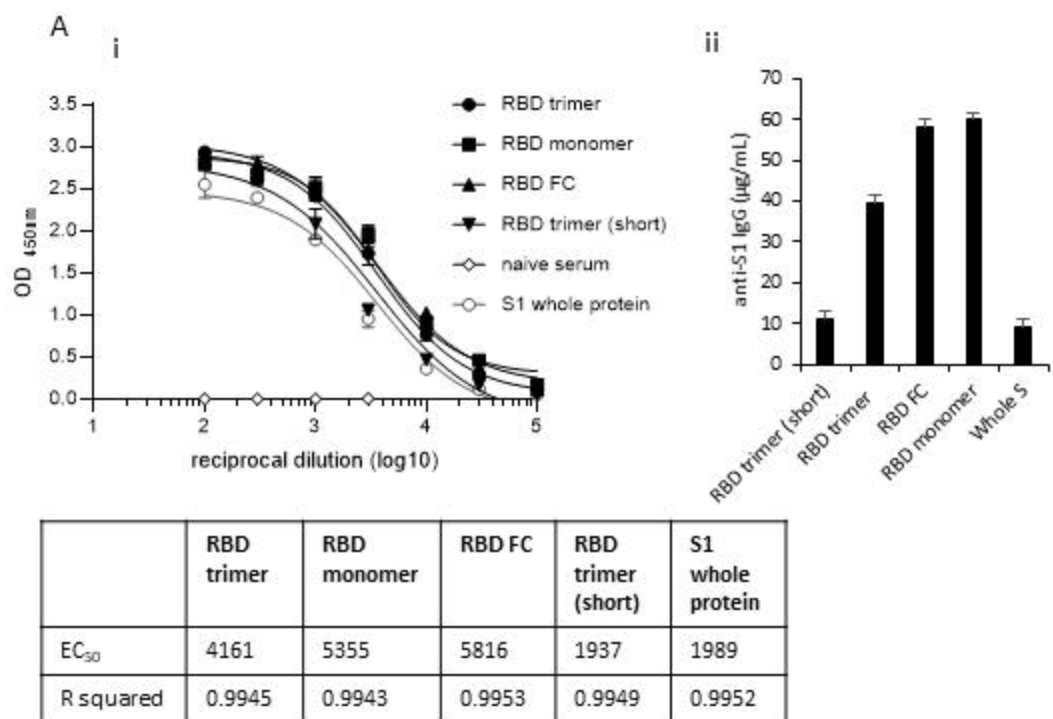 A
i
3.5
3.0
2.5
2.0
1.5
1.0
0.5
0.0
OD 450nm
1 2 3 4 5
reciprocal dilution (log10)
RBD trimer
RBD monomer
RBD FC
RBD trimer (short)
naive serum
S1 whole protein
ii
70
60
50
40
30
20
10
0
anti-S1 IgG (µg/mL)
RBD trimer (short)
RBD trimer
RBD FC
RBD monomer
Whole S
RBD trimer RBD monomer RBD FC RBD trimer (short) S1 whole protein
EC50 4161 5355 5816 1937 1989
R squared 0.9945 0.9943 0.9953 0.9949 0.9952